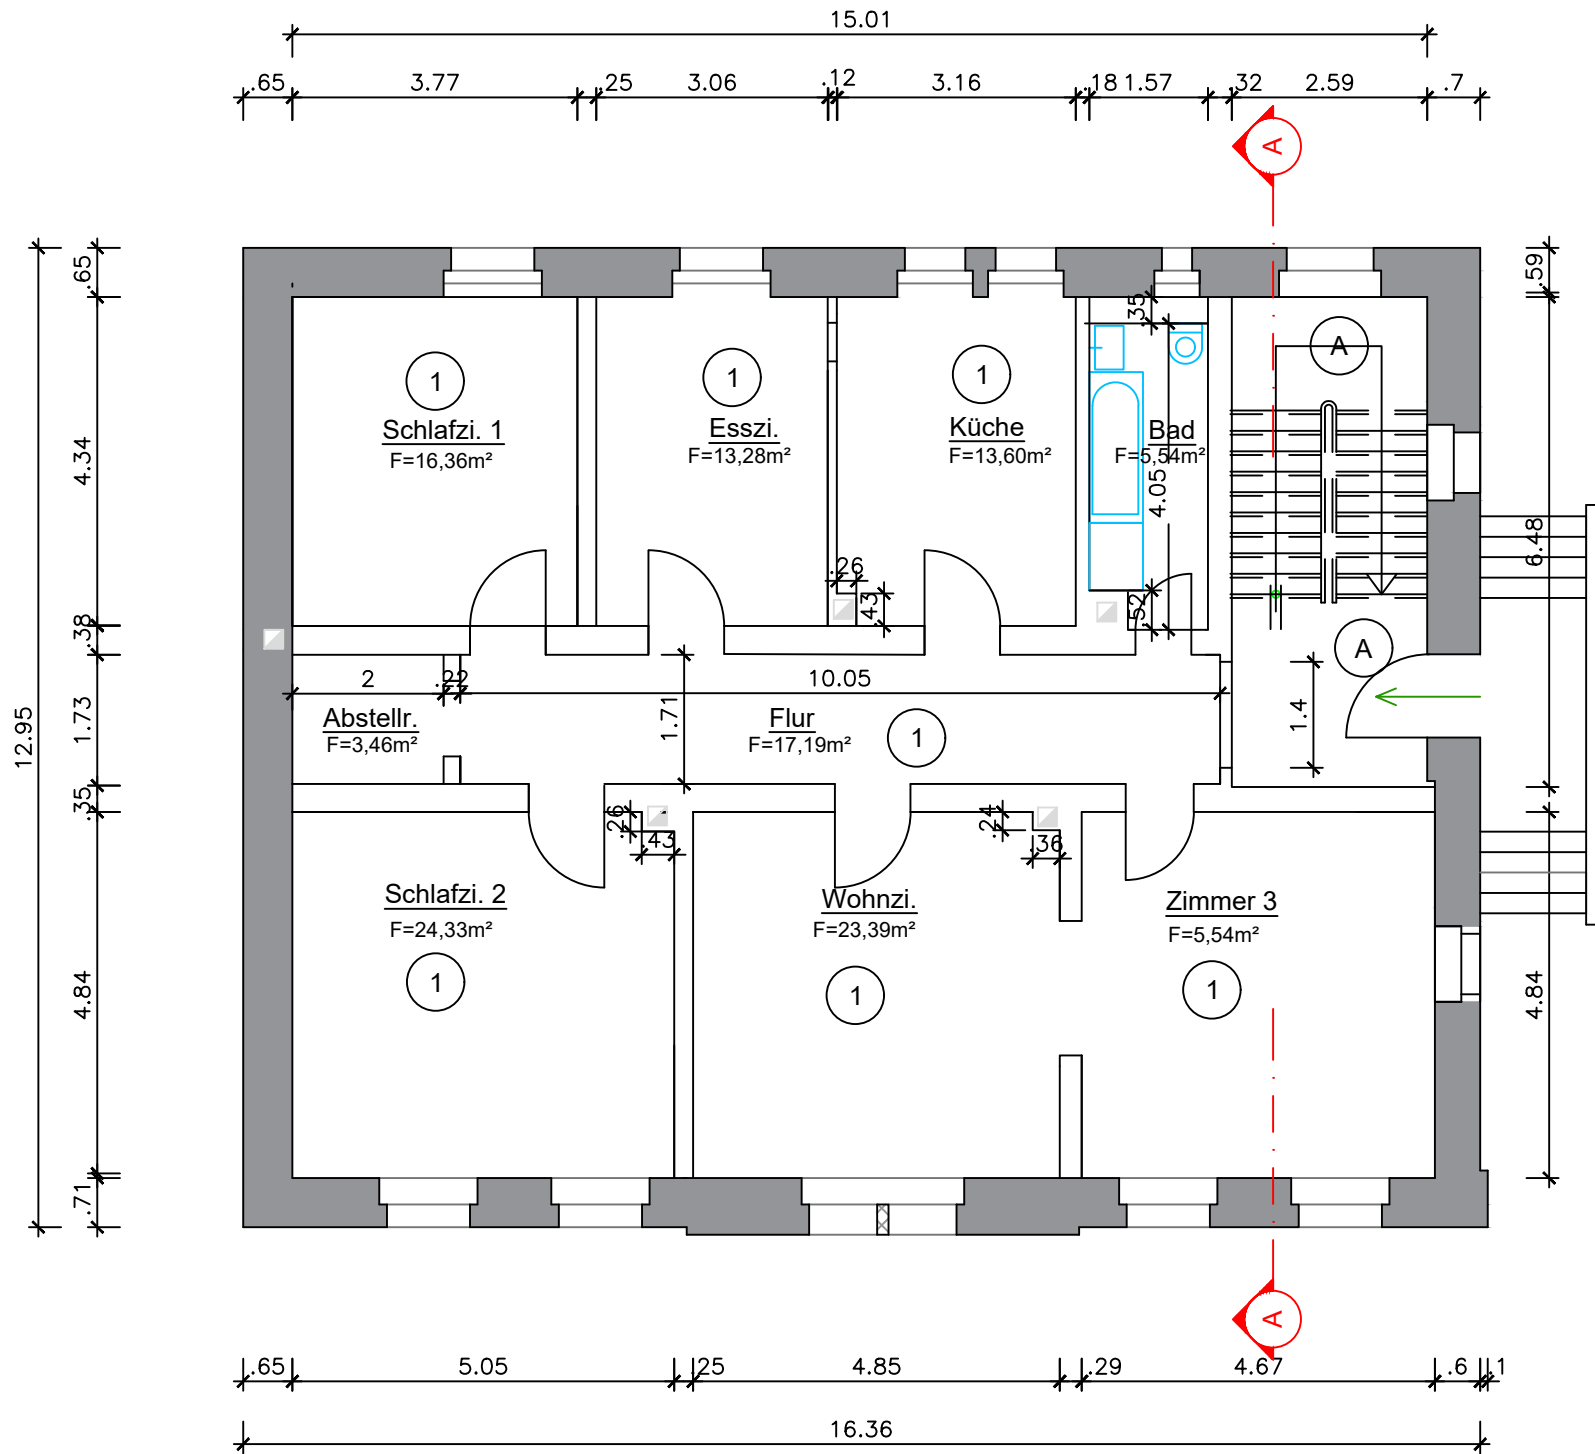 15.01
.65 3.77 .25 3.06 .12 3.16 .18 1.57 .32 2.59 .7
A
.65
.59
A
1
1
1
Schlafzi. 1
F=16,36m²
Esszi.
F=13,28m²
Küche
F=13,60m²
Bad
F=5,54m²
.35
4.05
4.34
6.48
.26
.43
.52
.38
A
2
.22
10.05
12.95
1.73
1.71
1.4
Abstellr.
F=3,46m²
Flur
F=17,19m²
1
.35
.26
.43
.24
.36
Schlafzi. 2
F=24,33m²
1
Wohnzi.
F=23,39m²
1
Zimmer 3
F=5,54m²
1
4.84
4.84
.71
A
.65 5.05 .25 4.85 .29 4.67 .6 .1
16.36